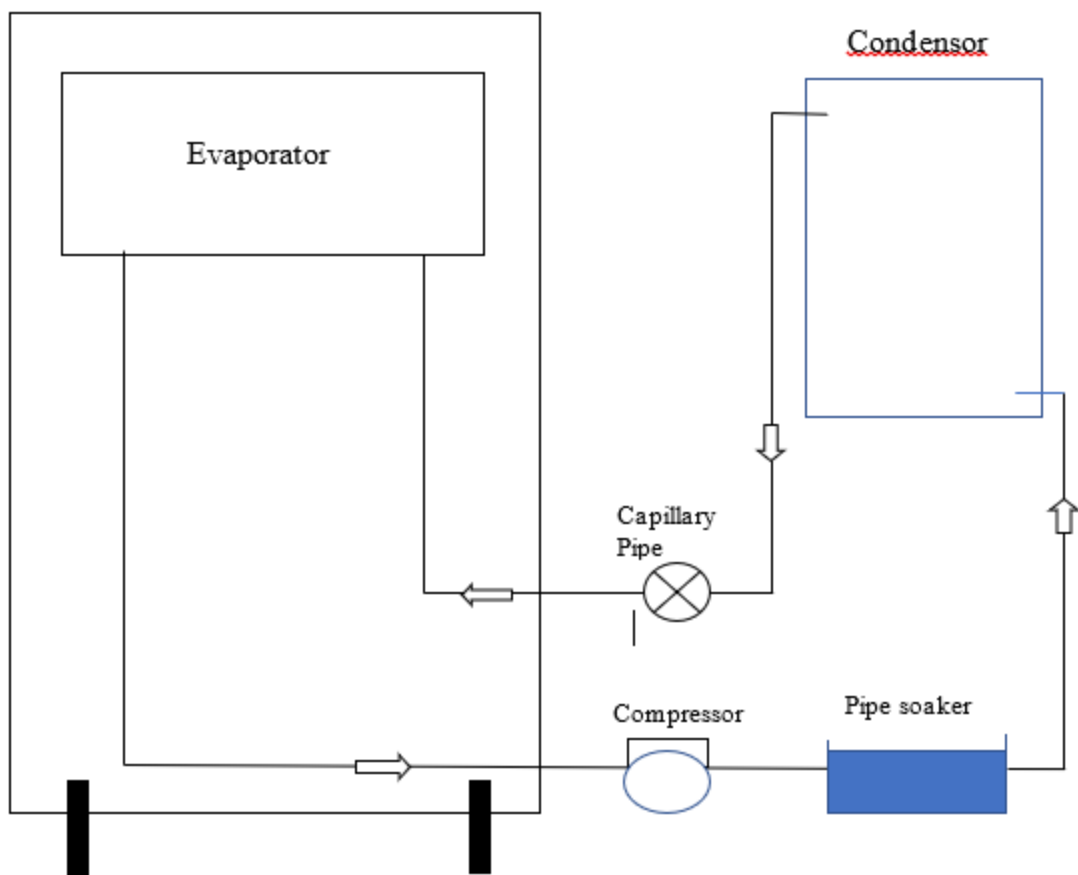 Condensor
Evaporator
Capillary
Pipe
Compressor
Pipe soaker